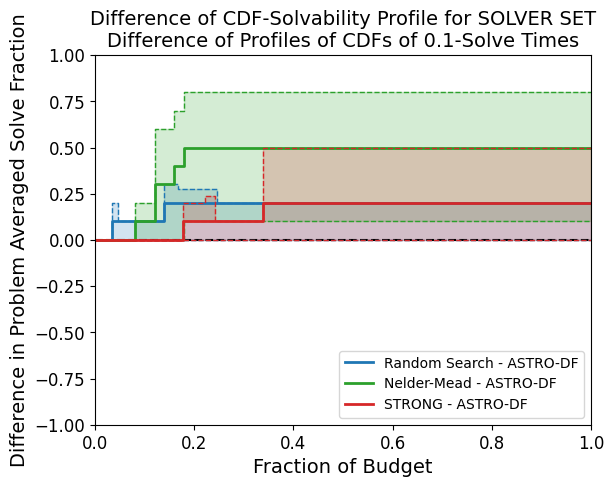 Difference of CDF-Solvability Profile for SOLVER SET
Difference of Profiles of CDFs of 0.1-Solve Times
Difference in Problem Averaged Solve Fraction
1.00
0.75
0.50
0.25
0.00
−0.25
−0.50
−0.75
−1.00
Random Search - ASTRO-DF
Nelder-Mead - ASTRO-DF
STRONG - ASTRO-DF
0.0 0.2 0.4 0.6 0.8 1.0
Fraction of Budget